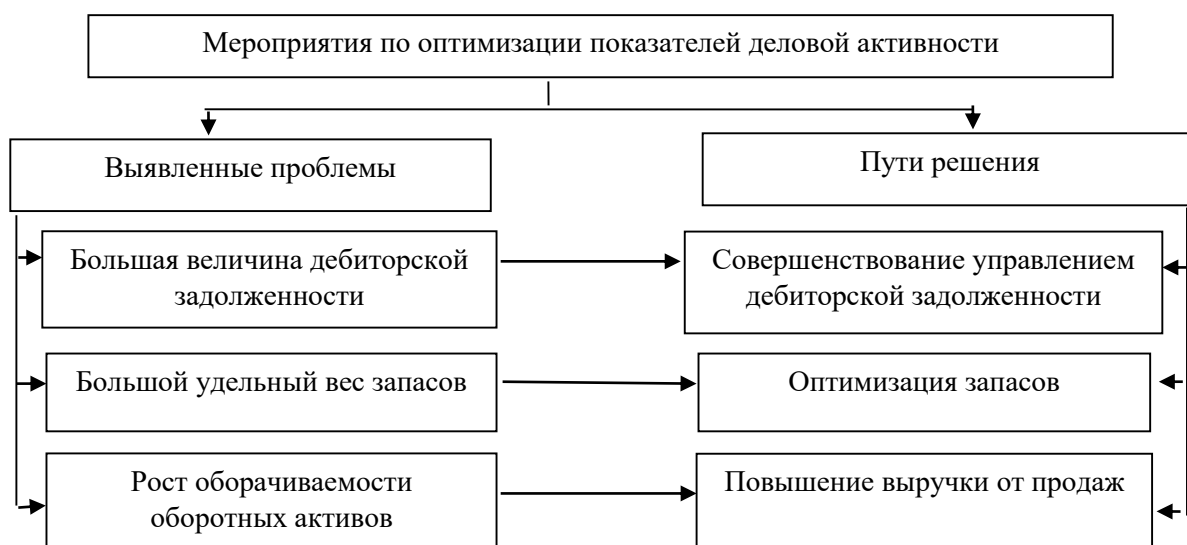 Мероприятия по оптимизации показателей деловой активности
Выявленные проблемы
Пути решения
Большая величина дебиторской
задолженности
Совершенствование управлением
дебиторской задолженности
Большой удельный вес запасов
Оптимизация запасов
Рост оборачиваемости
оборотных активов
Повышение выручки от продаж